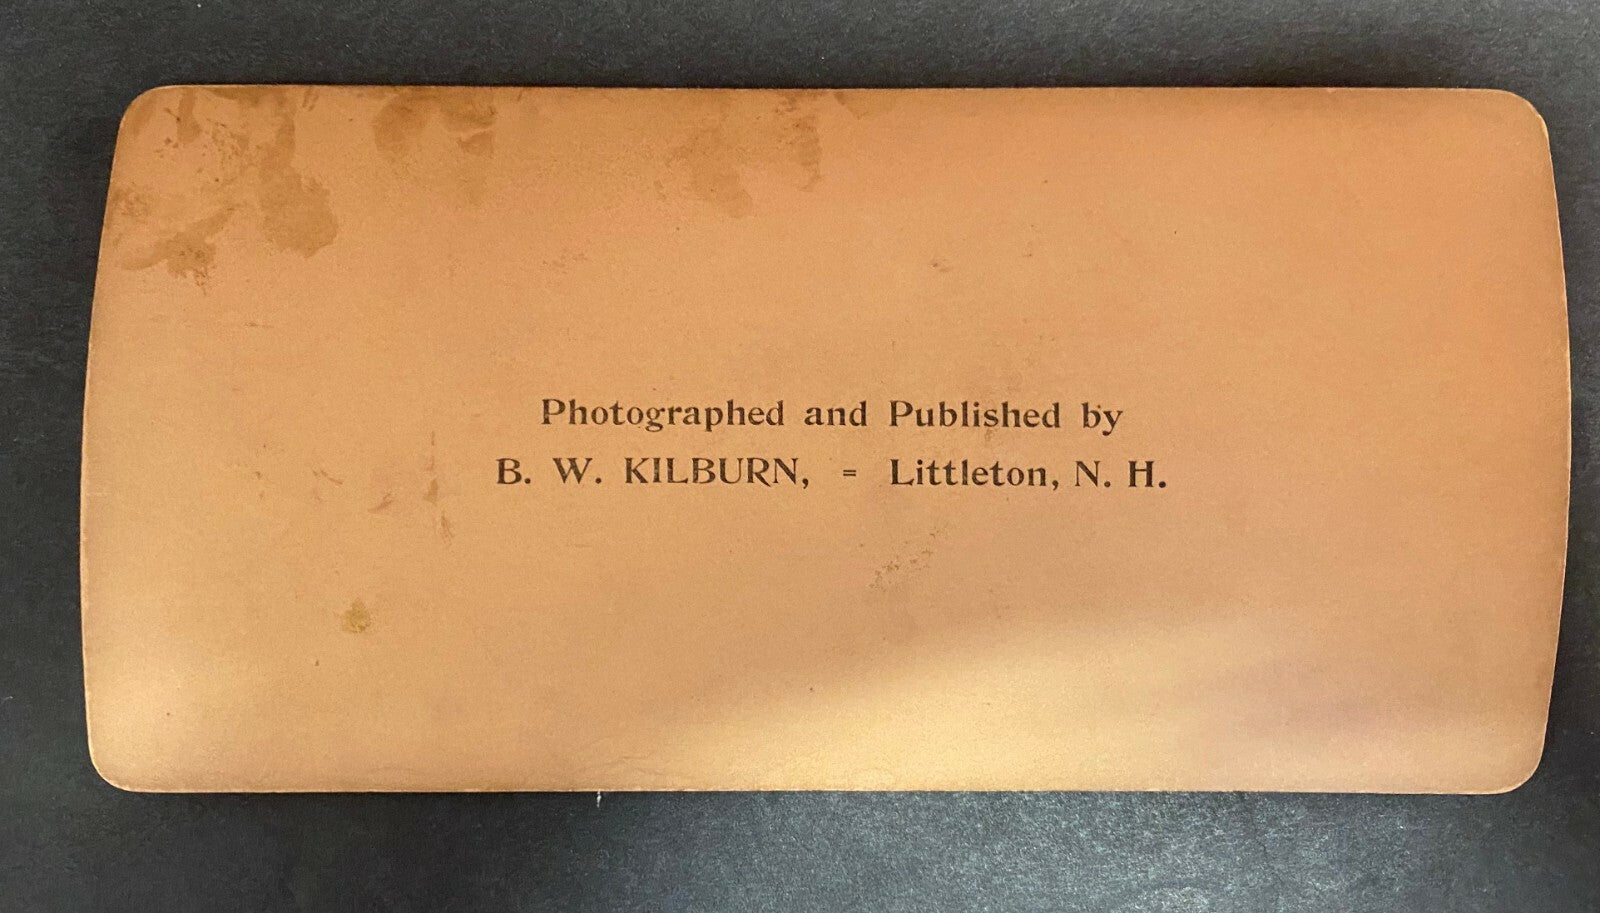 Photographed and Published by
B. W. KILBURN, = Littleton, N. H.